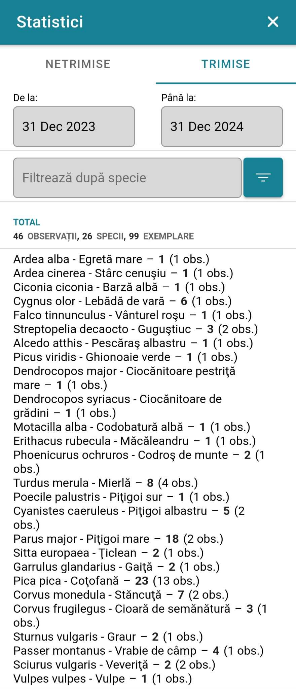 Statistici
NETRIMISE
TRIMISE
De la:
Până la:
31 Dec 2023
31 Dec 2024
Filtrează după specie
TOTAL
46 OBSERVAȚII, 26 SPECII, 99 EXEMPLARE
Ardea alba - Egretă mare – 1 (1 obs.)
Ardea cinerea - Stârc cenușiu – 1 (1 obs.)
Ciconia ciconia - Barză albă – 1 (1 obs.)
Cygnus olor - Lebădă de vară – 6 (1 obs.)
Falco tinnunculus - Vânturel roșu – 1 (1 obs.)
Streptopelia decaocto - Guguștiuc – 3 (2 obs.)
Alcedo atthis - Pescăraș albastru – 1 (1 obs.)
Picus viridis - Ghionoaie verde – 1 (1 obs.)
Dendrocopos major - Ciocănitoare pestriță
mare – 1 (1 obs.)
Dendrocopos syriacus - Ciocănitoare de
grădini – 1 (1 obs.)
Motacilla alba - Codobatură albă – 1 (1 obs.)
Erithacus rubecula - Măcăleandru – 1 (1 obs.)
Phoenicurus ochruros - Codroș de munte – 2 (1
obs.)
Turdus merula - Mierlă – 8 (4 obs.)
Poecile palustris - Pițigoi sur – 1 (1 obs.)
Cyanistes caeruleus - Pițigoi albastru – 5 (2
obs.)
Parus major - Pițigoi mare – 18 (2 obs.)
Sitta europaea - Țiclean – 2 (1 obs.)
Garrulus glandarius - Gaiță – 2 (1 obs.)
Pica pica - Coțofană – 23 (13 obs.)
Corvus monedula - Stăncuță – 7 (2 obs.)
Corvus frugilegus - Cioară de semănătură – 3 (1
obs.)
Sturnus vulgaris - Graur – 2 (1 obs.)
Passer montanus - Vrabie de câmp – 4 (1 obs.)
Sciurus vulgaris - Veveriță – 2 (2 obs.)
Vulpes vulpes - Vulpe – 1 (1 obs.)